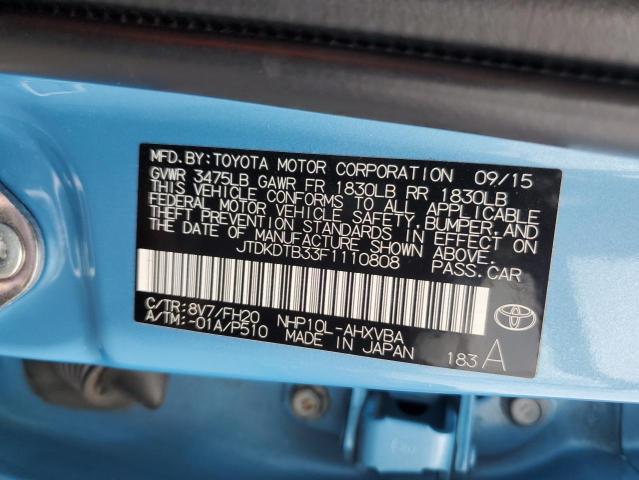 MFD.BY:TOYOTA MOTOR CORPORATION 09/15
GVWR 3475LB GAWR FR 1830LB RR 1830LB
THIS VEHICLE CONFORMS TO ALL APPLICABLE
FEDERAL MOTOR VEHICLE SAFETY, BUMPER, AND
THEFT PREVENTION STANDARDS IN EFFECT ON
THE DATE OF MANUFACTURE SHOWN ABOVE.
JTDKDTB33F1110808 PASS.CAR
C/TR:8V7/FH20 NHP10L-AHXVBA
A/TM:-01A/P510 MADE IN JAPAN 183 A